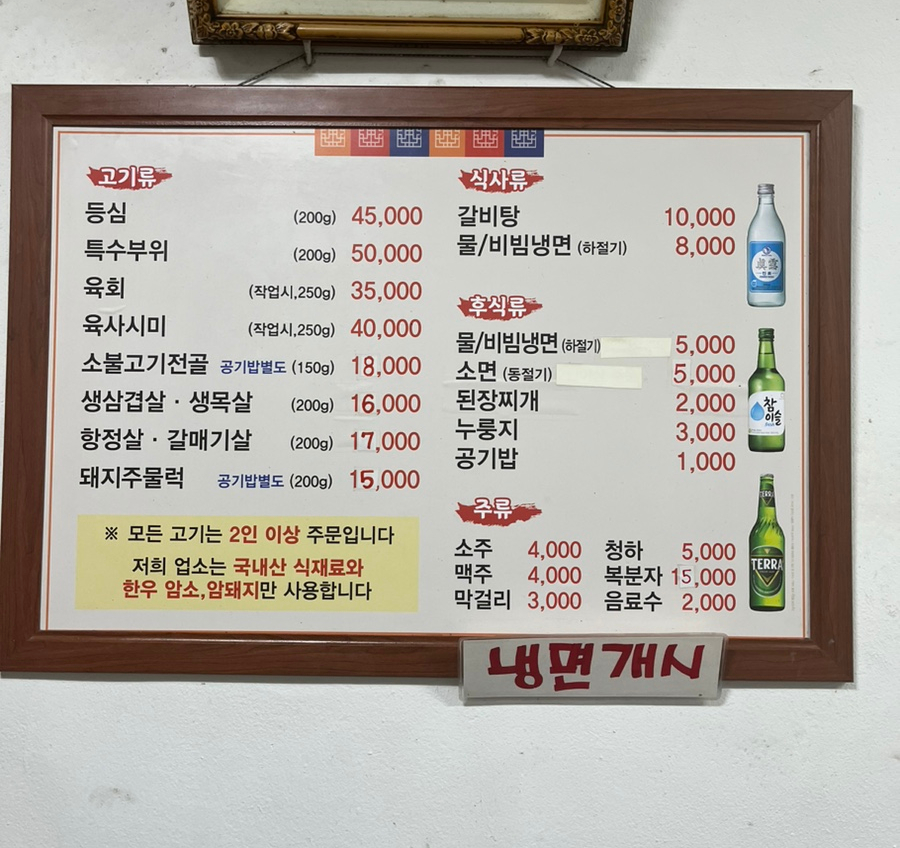 고기류
등심 (200g) 45,000
특수부위 (200g) 50,000
육회 (작업시,250g) 35,000
육사시미 (작업시,250g) 40,000
소불고기전골 공기밥별도 (150g) 18,000
생삼겹살 · 생목살 (200g) 16,000
항정살 · 갈매기살 (200g) 17,000
돼지주물럭 공기밥별도 (200g) 15,000
※ 모든 고기는 2인 이상 주문입니다
저희 업소는 국내산 식재료와
한우 암소,암돼지만 사용합니다
식사류
갈비탕 10,000
물/비빔냉면 (하절기) 8,000
후식류
물/비빔냉면 (하절기) 5,000
소면 (동절기) 5,000
된장찌개 2,000
누룽지 3,000
공기밥 1,000
주류
소주 4,000 청하 5,000
맥주 4,000 복분자 15,000
막걸리 3,000 음료수 2,000
眞露
참
이슬
fresh
TERRA
TERRA
냉면개시